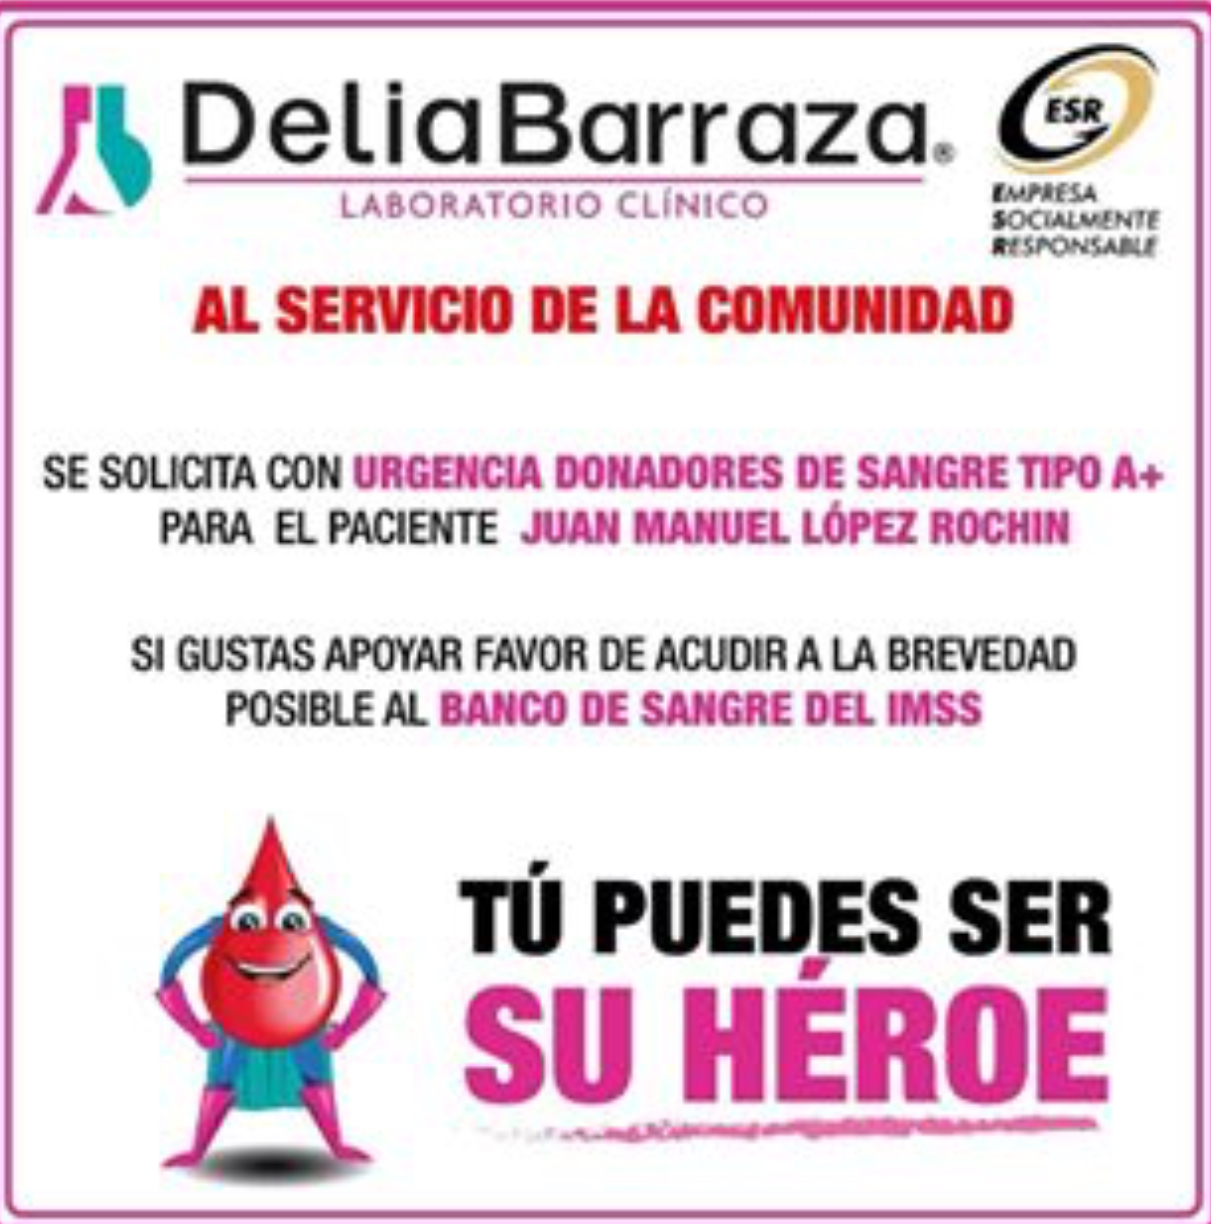 DeliaBarraza®
LABORATORIO CLÍNICO
ESR
EMPRESA
SOCIALMENTE
RESPONSABLE
AL SERVICIO DE LA COMUNIDAD
SE SOLICITA CON URGENCIA DONADORES DE SANGRE TIPO A+
PARA EL PACIENTE JUAN MANUEL LÓPEZ ROCHIN
SI GUSTAS APOYAR FAVOR DE ACUDIR A LA BREVEDAD
POSIBLE AL BANCO DE SANGRE DEL IMSS
TÚ PUEDES SER
SU HÉROE